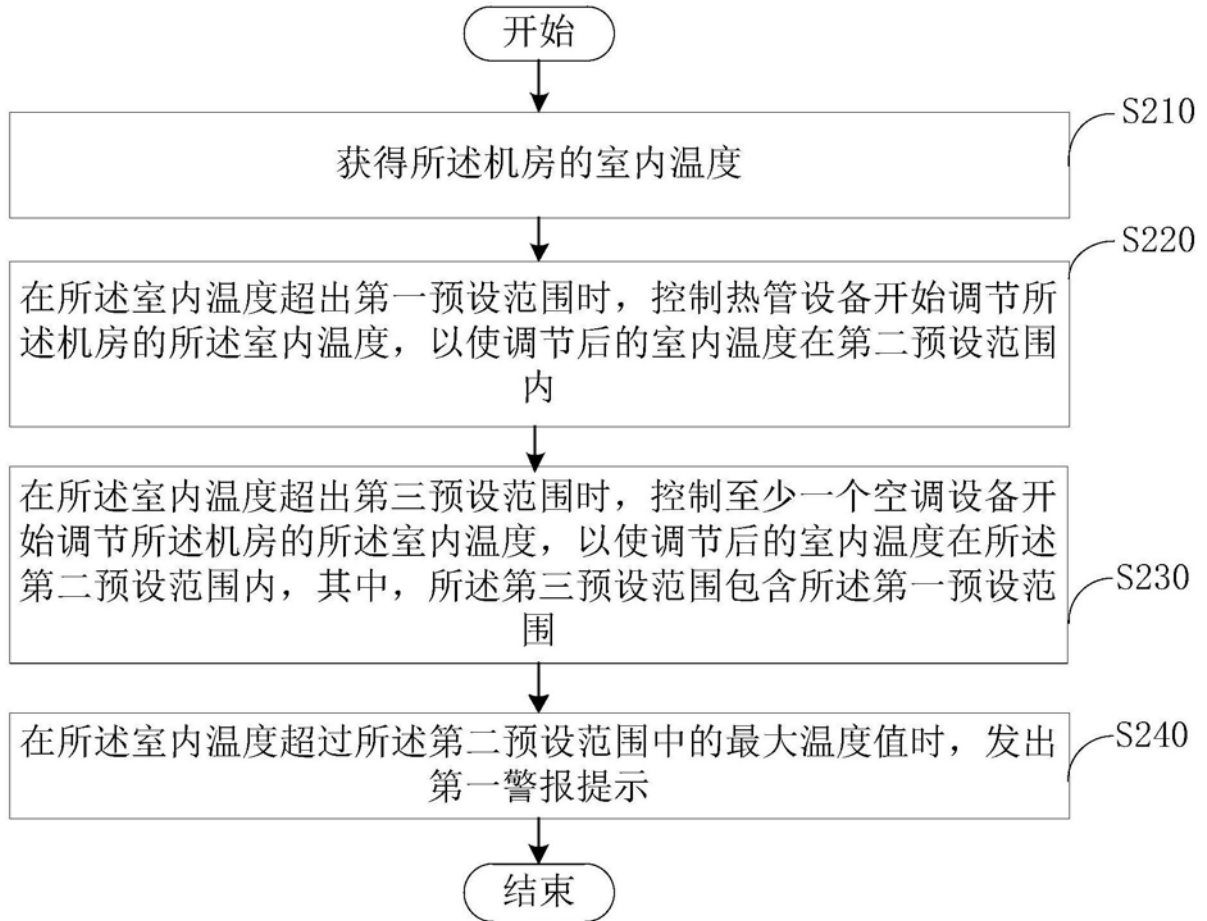 开始
S210
获得所述机房的室内温度
S220
在所述室内温度超出第一预设范围时，控制热管设备开始调节所
述机房的所述室内温度，以使调节后的室内温度在第二预设范围
内
在所述室内温度超出第三预设范围时，控制至少一个空调设备开
始调节所述机房的所述室内温度，以使调节后的室内温度在所述
第二预设范围内，其中，所述第三预设范围包含所述第一预设范
围
S230
在所述室内温度超过所述第二预设范围中的最大温度值时，发出
第一警报提示
S240
结束